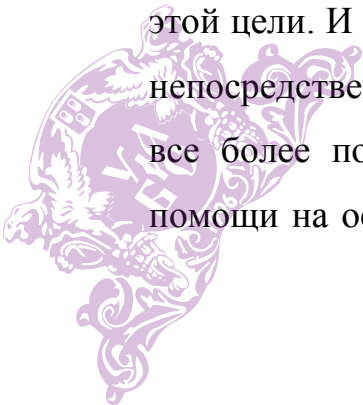 этой цели. И
непосредстве
все более по
помощи на ос